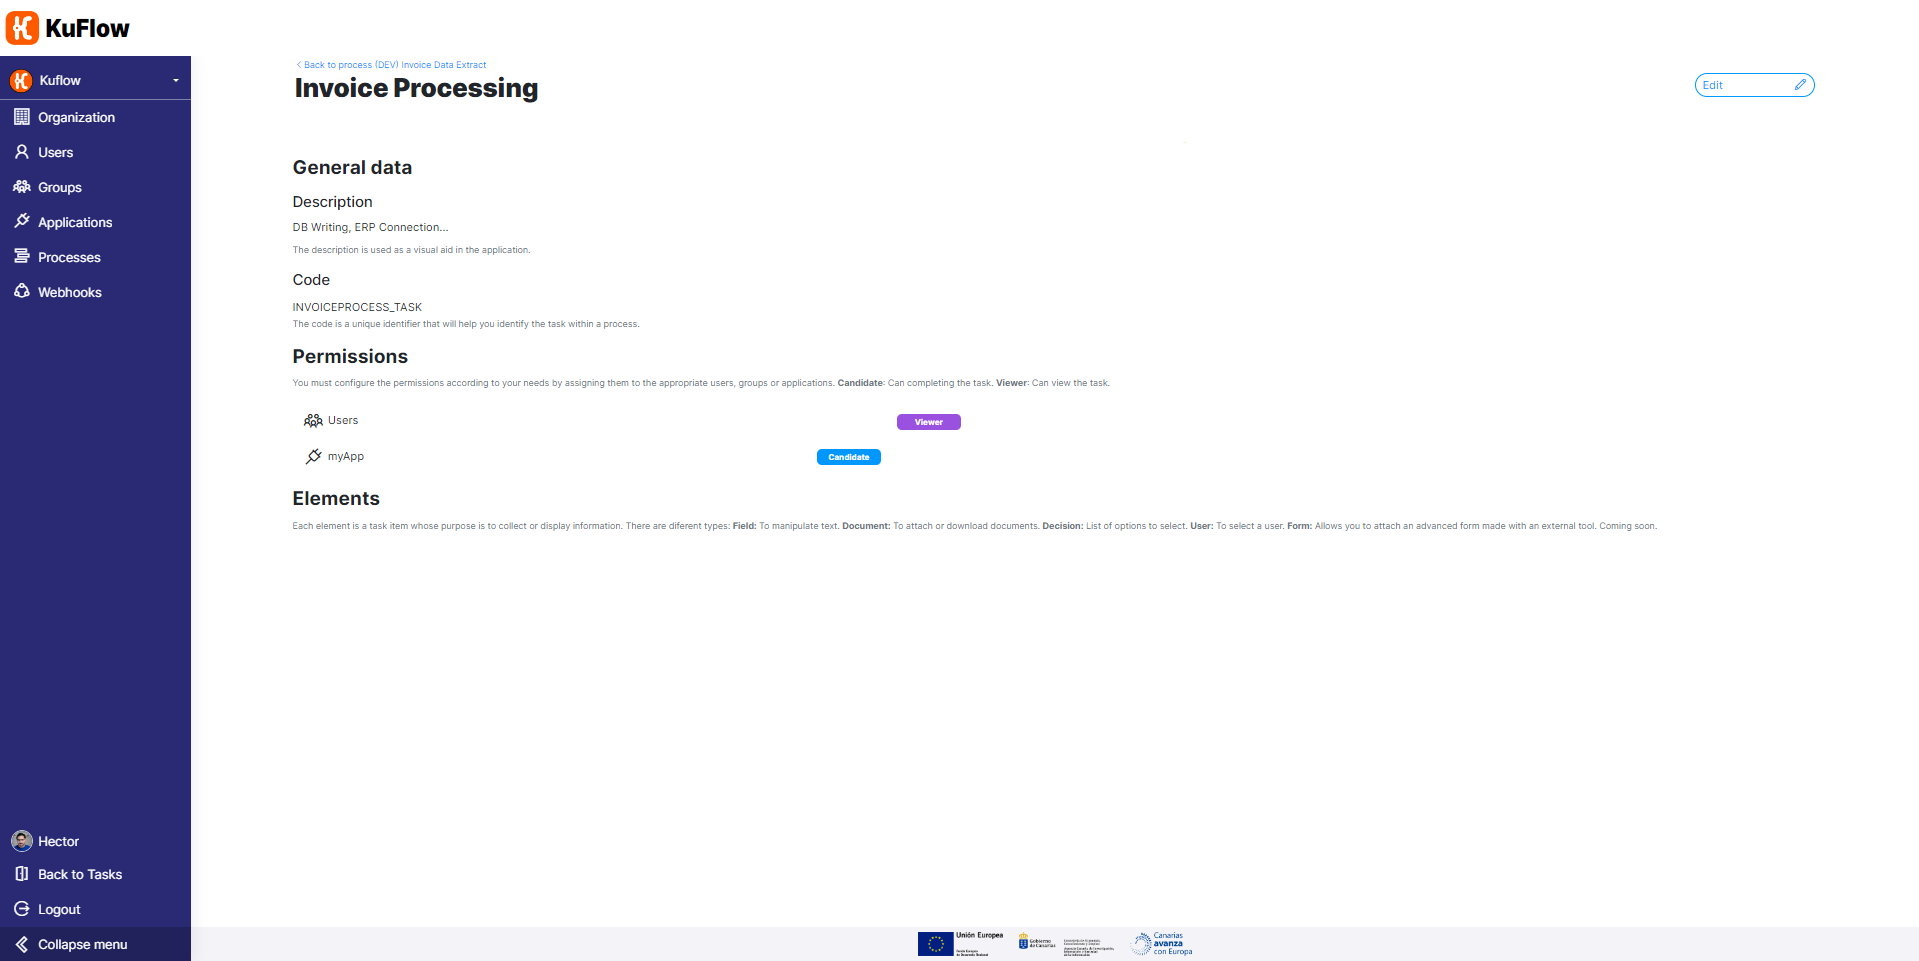 KuFlow
Kuflow
Organization
Users
Groups
Applications
Processes
Webhooks
Hector
Back to Tasks
Logout
Collapse menu
Back to process (DEV) Invoice Data Extract
Invoice Processing
Edit
General data
Description
DB Writing, ERP Connection...
The description is used as a visual aid in the application.
Code
INVOICEPROCESS_TASK
The code is a unique identifier that will help you identify the task within a process.
Permissions
You must configure the permissions according to your needs by assigning them to the appropriate users, groups or applications. Candidate: Can completing the task. Viewer: Can view the task.
Users
Viewer
myApp
Candidate
Elements
Each element is a task item whose purpose is to collect or display information. There are diferent types: Field: To manipulate text. Document: To attach or download documents. Decision: List of options to select. User: To select a user. Form: Allows you to attach an advanced form made with an external tool. Coming soon.
Unión Europea
Fondo Europeo
de Desarrollo Regional
Gobierno
de Canarias
Canarias
avanza
con Europa